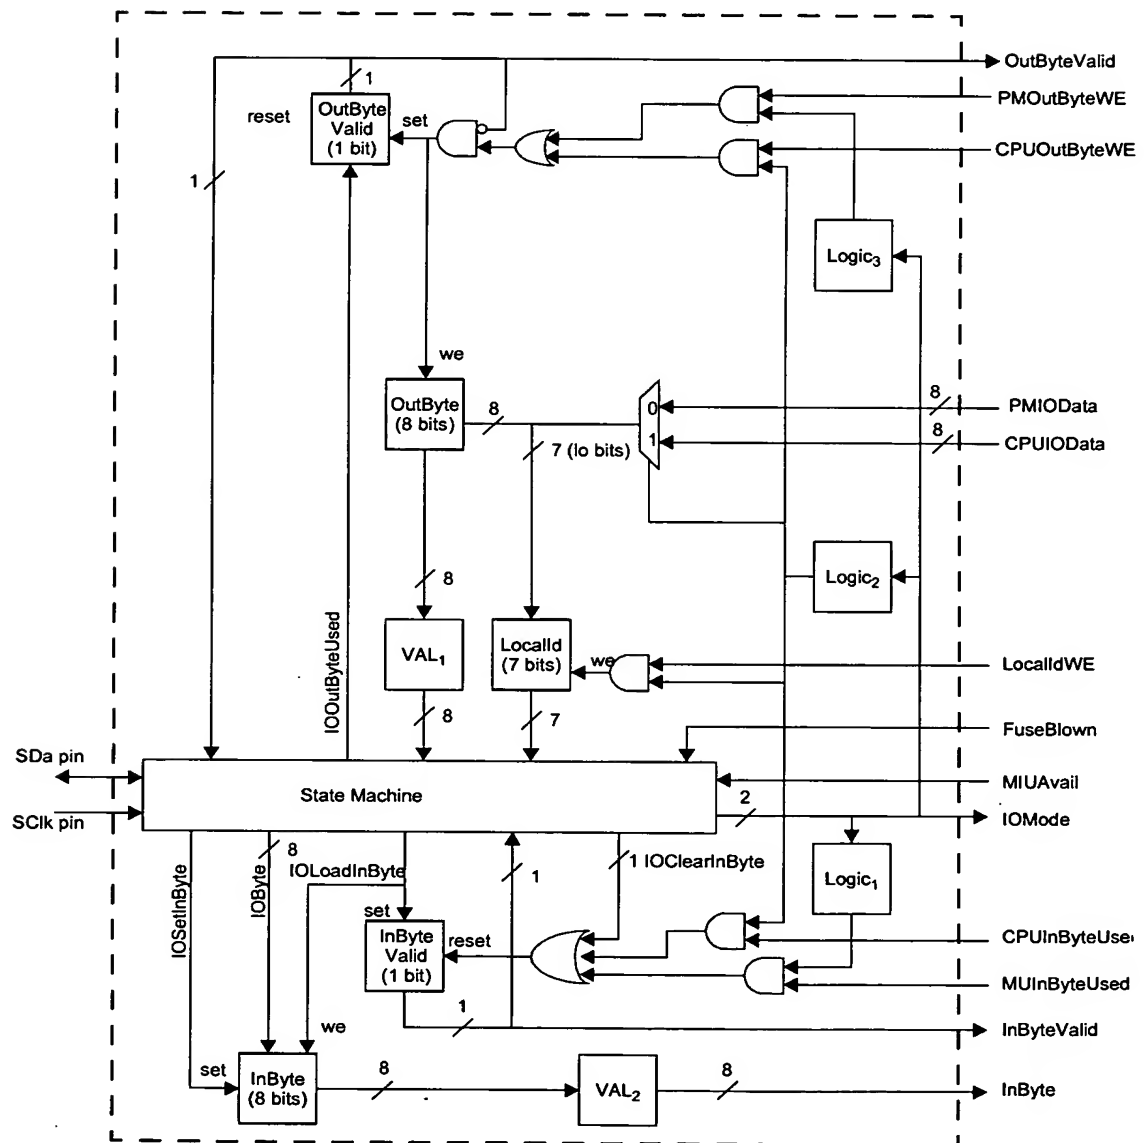 OutByteValid
1
PMOutByteWE
reset
OutByte
Valid
(1 bit)
set
CPUOutByteWE
1
Logic3
we
OutByte
(8 bits)
8
0
8
PMIOData
1
8
CPUIOData
7 (lo bits)
Logic2
8
IOOutByteUsed
VAL1
LocalId
(7 bits)
we
LocalIdWE
8
7
FuseBlown
SDa pin
State Machine
MIUAvail
2
SClk pin
IOMode
IOSetInByte
IOByte
8
IOLoadInByte
1
1 IOClearInByte
Logic1
set
InByte
Valid
(1 bit)
reset
CPUInByteUse
MUInByteUsed
1
we
InByteValid
set
InByte
(8 bits)
8
VAL2
8
InByte